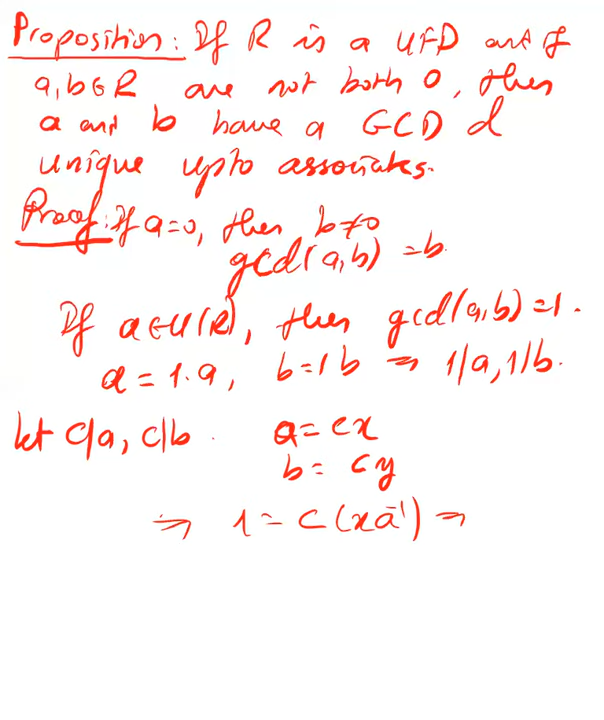 Proposition: If R is a UFD and if
a,b∈R are not both 0, then
a and b have a GCD d
unique upto associates.
Proof: If a=0, then b≠0
gcd(a,b) = b.
If a∈U(R), then gcd(a,b)=1.
a = 1.a, b=1b ⇒ 1/a, 1/b.
let c|a, c|b. a = cx
b = cy
⇒ 1 = c(xa⁻¹) ⇒